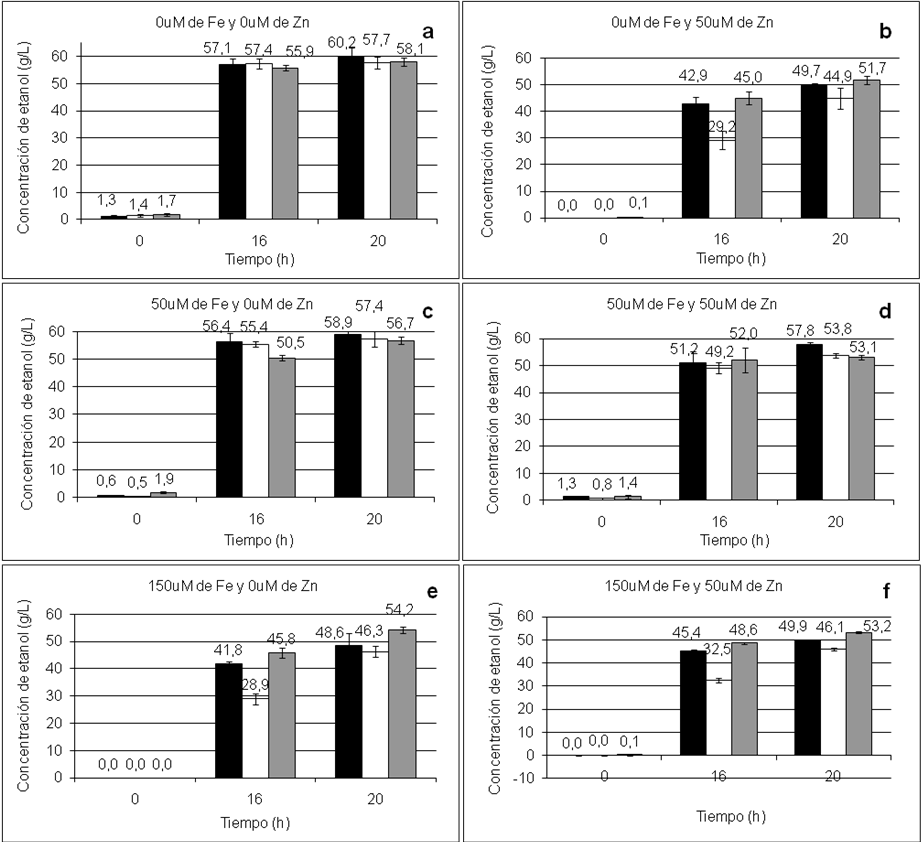 0uM de Fe y 0uM de Zn
a
Concentración de etanol (g/L)
60
50
40
30
20
10
0
1,3 1,4 1,7
57,1 57,4 55,9
60,2 57,7 58,1
0 16 20
Tiempo (h)
0uM de Fe y 50uM de Zn
b
Concentración de etanol (g/L)
60
50
40
30
20
10
0
0,0 0,0 0,1
42,9 29,2 45,0
49,7 44,9 51,7
0 16 20
Tiempo (h)
50uM de Fe y 0uM de Zn
c
Concentración de etanol (g/L)
60
50
40
30
20
10
0
0,6 0,5 1,9
56,4 55,4 50,5
58,9 57,4 56,7
0 16 20
Tiempo (h)
50uM de Fe y 50uM de Zn
d
Concentración de etanol (g/L)
60
50
40
30
20
10
0
1,3 0,8 1,4
51,2 49,2 52,0
57,8 53,8 53,1
0 16 20
Tiempo (h)
150uM de Fe y 0uM de Zn
e
Concentración de etanol (g/L)
60
50
40
30
20
10
0
0,0 0,0 0,0
41,8 28,9 45,8
48,6 46,3 54,2
0 16 20
Tiempo (h)
150uM de Fe y 50uM de Zn
f
Concentración de etanol (g/L)
60
50
40
30
20
10
0
-10
0,0 0,0 0,1
45,4 32,5 48,6
49,9 46,1 53,2
0 16 20
Tiempo (h)